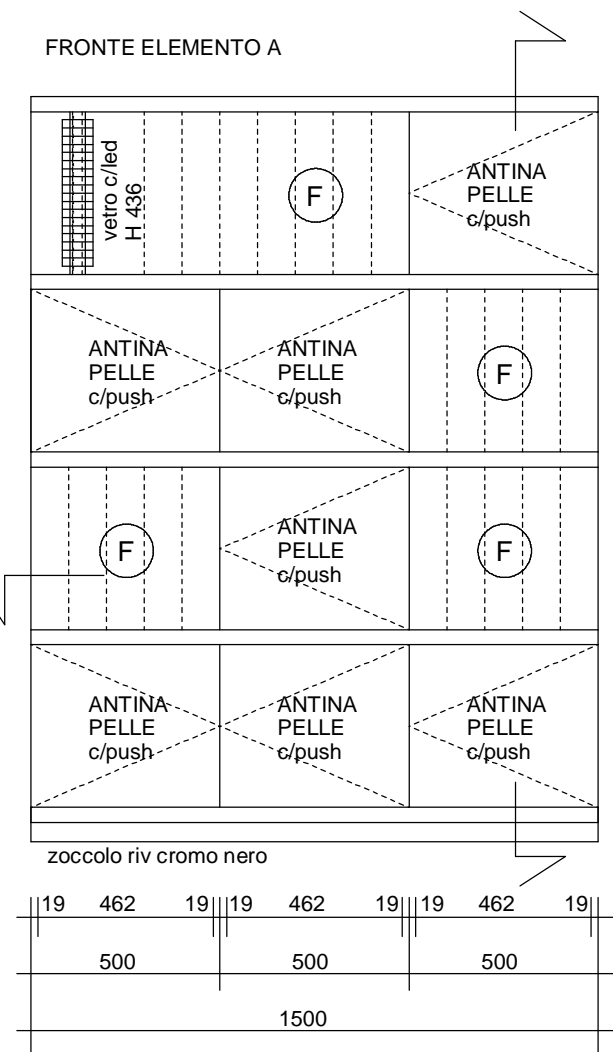 FRONTE ELEMENTO A
vetro c/led
H 436
F
ANTINA
PELLE
c/push
ANTINA
PELLE
c/push
ANTINA
PELLE
c/push
F
F
ANTINA
PELLE
c/push
F
ANTINA
PELLE
c/push
ANTINA
PELLE
c/push
ANTINA
PELLE
c/push
zoccolo riv cromo nero
19 462 19 19 462 19 19 462 19
500 500 500
1500